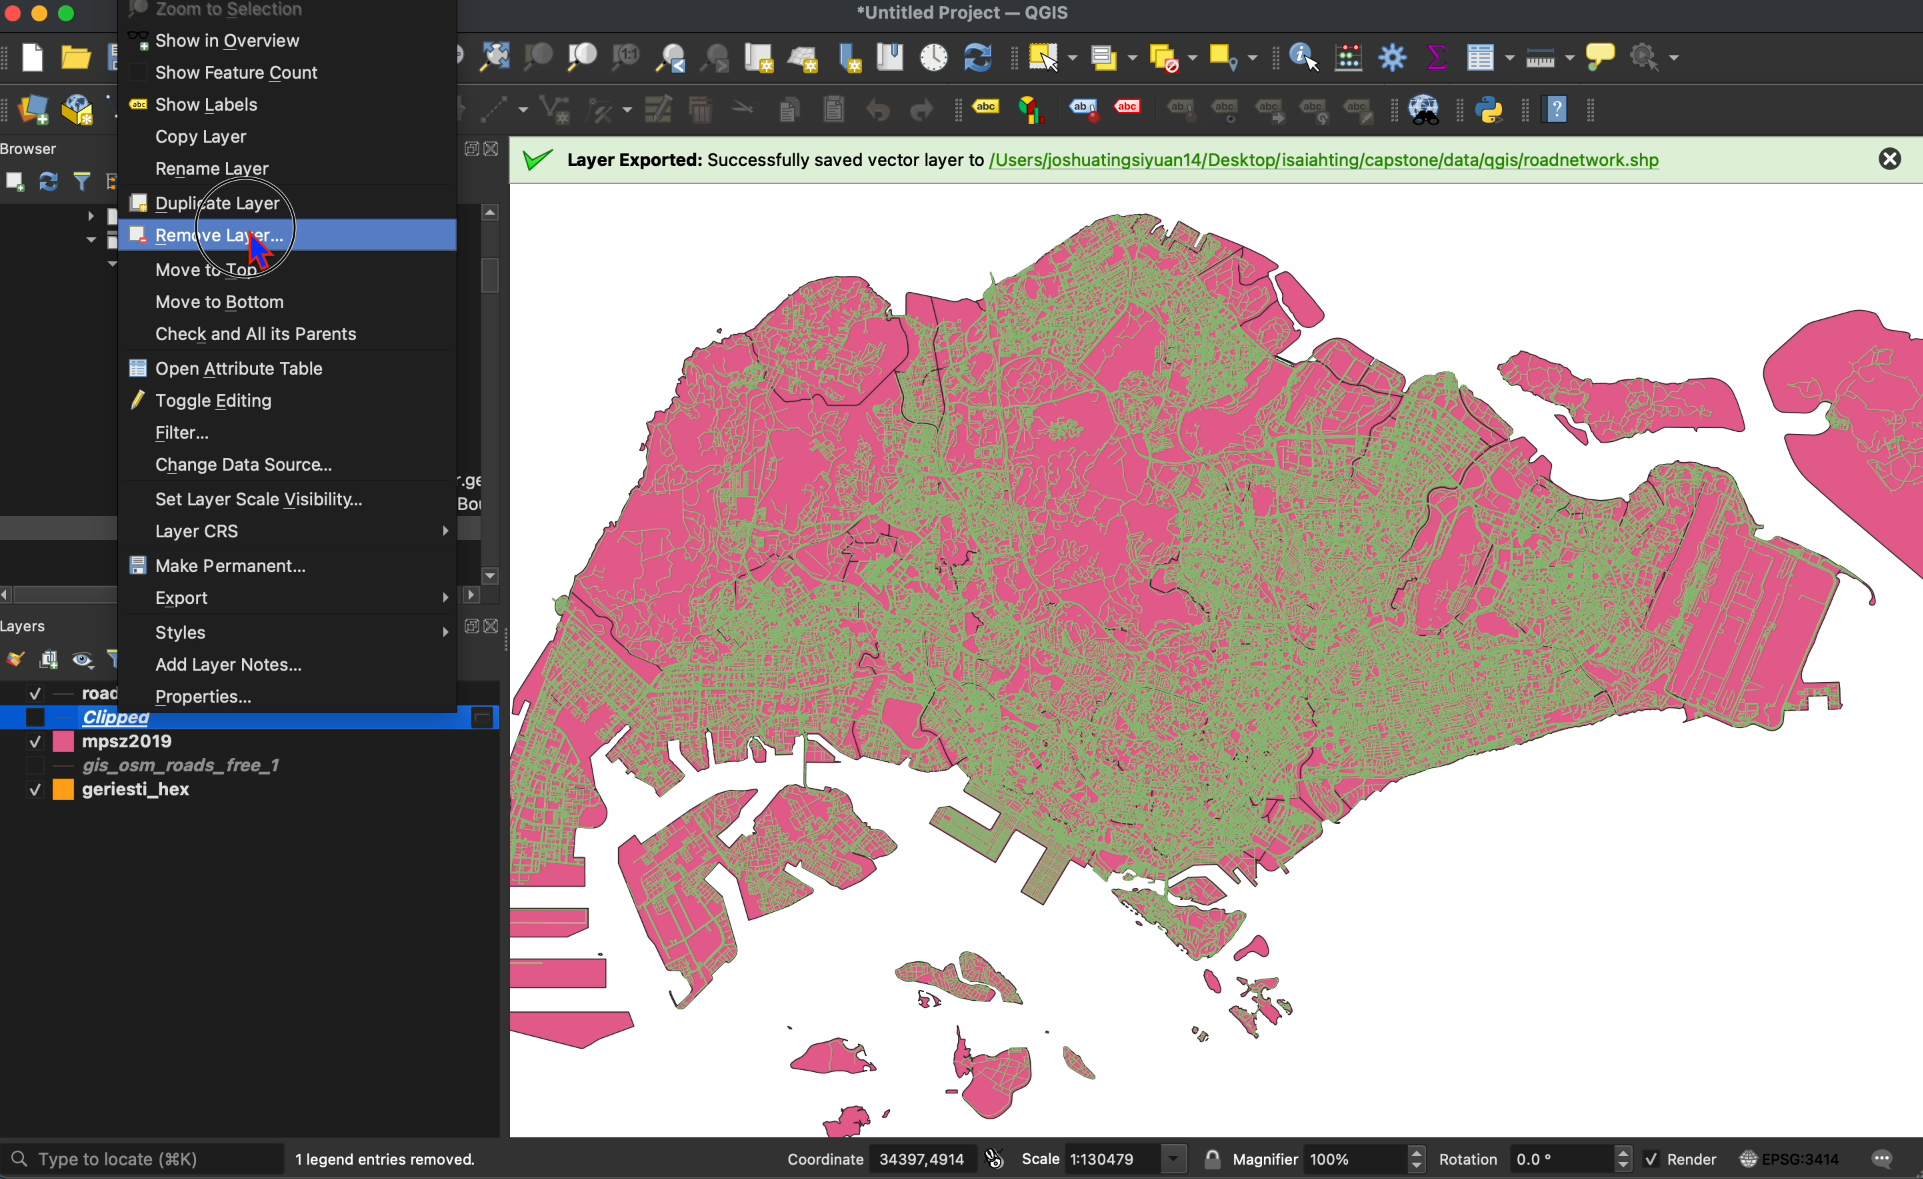 *Untitled Project — QGIS
Zoom to Selection
Show in Overview
Show Feature Count
Show Labels
Copy Layer
Rename Layer
Duplicate Layer
Remove Layer...
Move to Top
Move to Bottom
Check and All its Parents
Open Attribute Table
Toggle Editing
Filter...
Change Data Source...
Set Layer Scale Visibility...
Layer CRS
Make Permanent...
Export
Styles
Add Layer Notes...
Properties...
Browser
r.ge
Bou
Layer Exported: Successfully saved vector layer to /Users/joshuatingsiyuan14/Desktop/isaiahting/capstone/data/qgis/roadnetwork.shp
Layers
road
Clipped
mpsz2019
gis_osm_roads_free_1
geriesti_hex
Type to locate (⌘K)
1 legend entries removed.
Coordinate 34397,4914
Scale 1:130479
Magnifier 100%
Rotation 0.0 °
Render
EPSG:3414